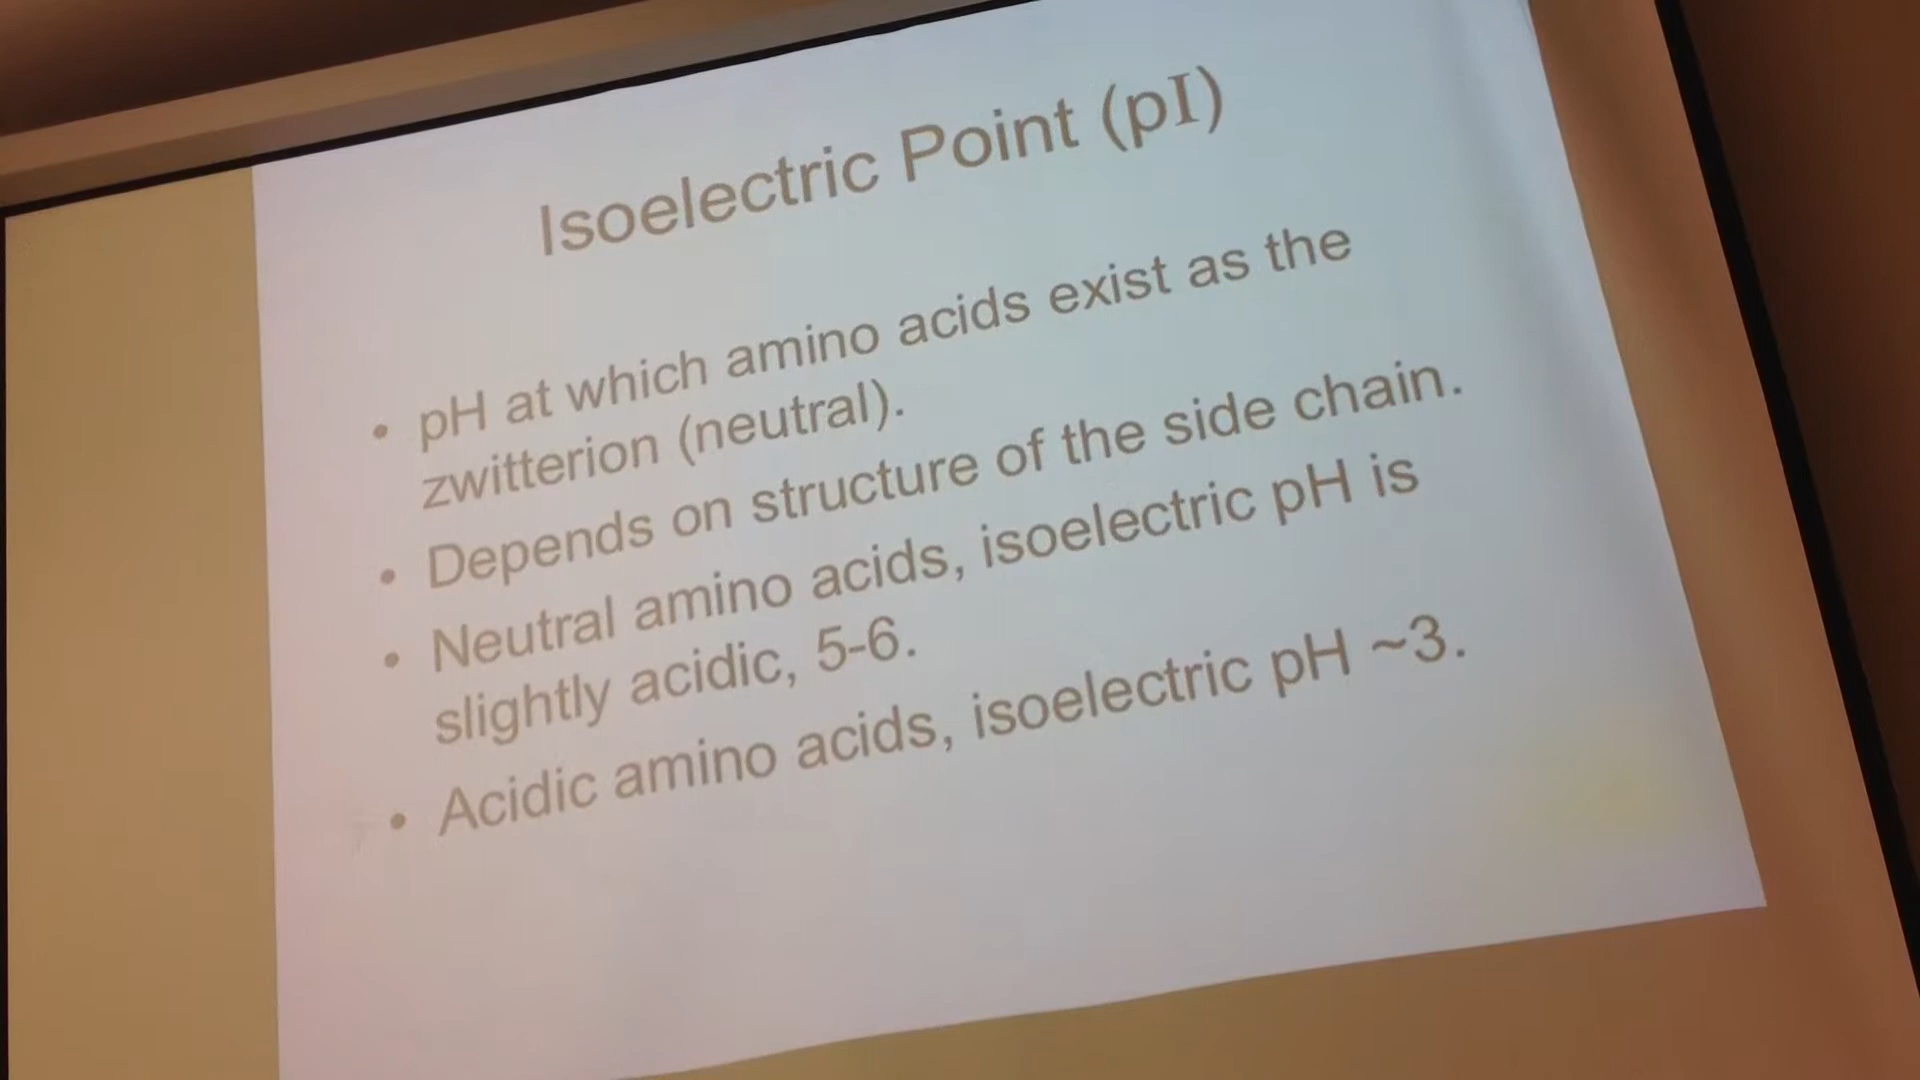 Isoelectric Point (pI)
• pH at which amino acids exist as the
zwitterion (neutral).
• Depends on structure of the side chain.
• Neutral amino acids, isoelectric pH is
slightly acidic, 5-6.
• Acidic amino acids, isoelectric pH ~3.